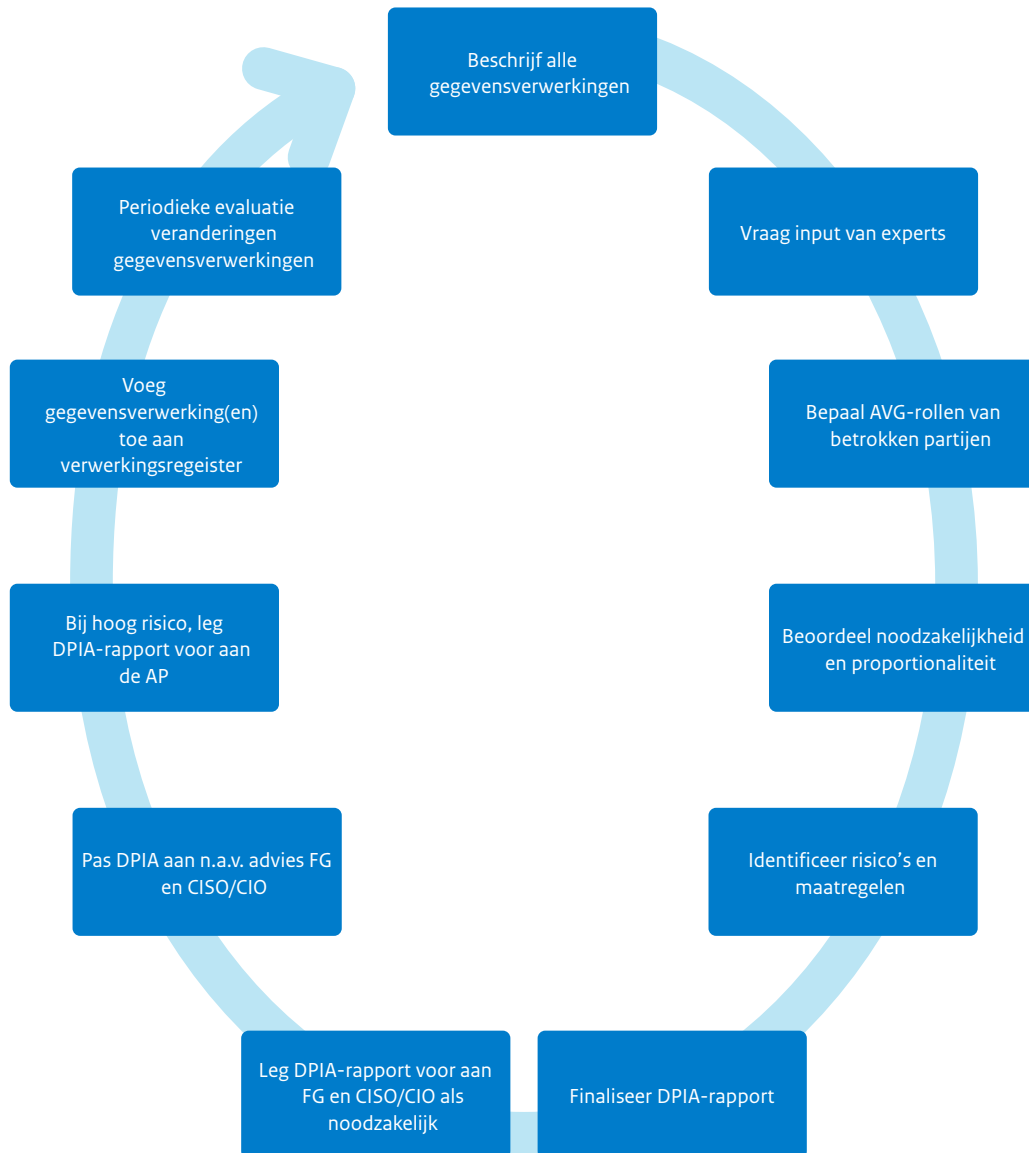 Beschrijf alle
gegevensverwerkingen
Vraag input van experts
Bepaal AVG-rollen van
betrokken partijen
Beoordeel noodzakelijkheid
en proportionaliteit
Identificeer risico's en
maatregelen
Finaliseer DPIA-rapport
Leg DPIA-rapport voor aan
FG en CISO/CIO als
noodzakelijk
Pas DPIA aan n.a.v. advies FG
en CISO/CIO
Bij hoog risico, leg
DPIA-rapport voor aan
de AP
Voeg
gegevensverwerking(en)
toe aan
verwerkingsregeister
Periodieke evaluatie
veranderingen
gegevensverwerkingen